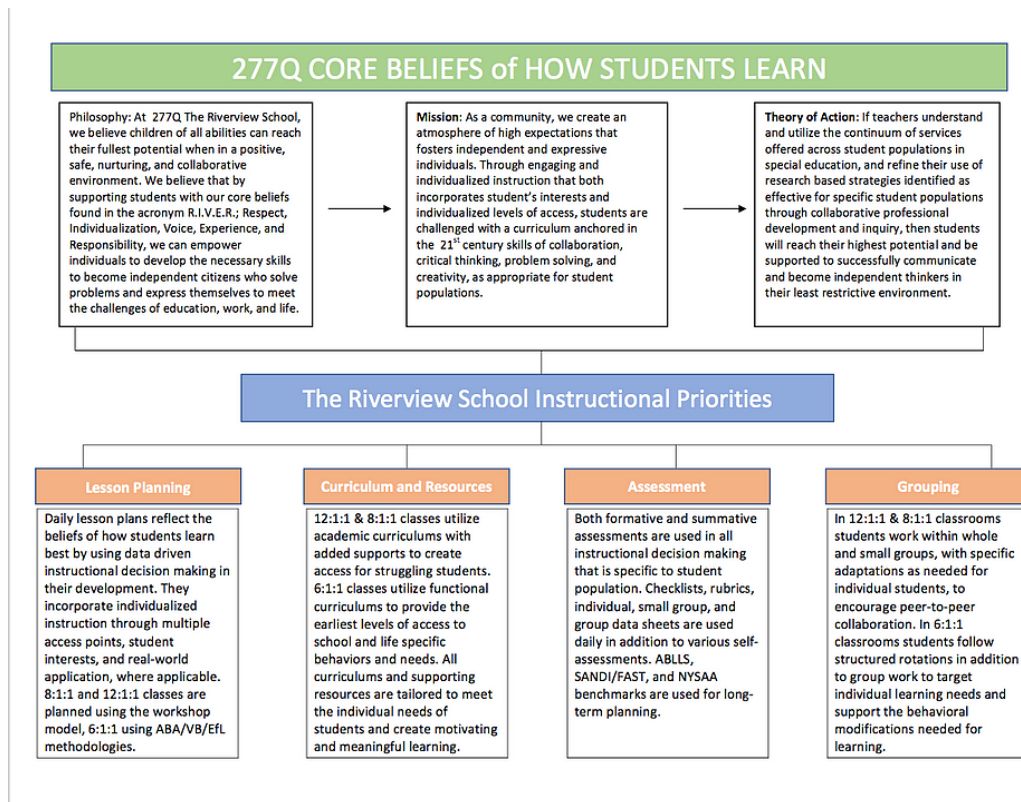 277Q CORE BELIEFS of HOW STUDENTS LEARN
Philosophy: At 277Q The Riverview School,
we believe children of all abilities can reach
their fullest potential when in a positive,
safe, nurturing, and collaborative
environment. We believe that by
supporting students with our core beliefs
found in the acronym R.I.V.E.R.; Respect,
Individualization, Voice, Experience, and
Responsibility, we can empower
individuals to develop the necessary skills
to become independent citizens who solve
problems and express themselves to meet
the challenges of education, work, and life.
Mission: As a community, we create an
atmosphere of high expectations that
fosters independent and expressive
individuals. Through engaging and
individualized instruction that both
incorporates student's interests and
individualized levels of access, students are
challenged with a curriculum anchored in
the 21st century skills of collaboration,
critical thinking, problem solving, and
creativity, as appropriate for student
populations.
Theory of Action: If teachers understand
and utilize the continuum of services
offered across student populations in
special education, and refine their use of
research based strategies identified as
effective for specific student populations
through collaborative professional
development and inquiry, then students
will reach their highest potential and be
supported to successfully communicate
and become independent thinkers in
their least restrictive environment.
The Riverview School Instructional Priorities
Lesson Planning
Daily lesson plans reflect the
beliefs of how students learn
best by using data driven
instructional decision making in
their development. They
incorporate individualized
instruction through multiple
access points, student
interests, and real-world
application, where applicable.
8:1:1 and 12:1:1 classes are
planned using the workshop
model, 6:1:1 using ABA/VB/EfL
methodologies.
Curriculum and Resources
12:1:1 & 8:1:1 classes utilize
academic curriculums with
added supports to create
access for struggling students.
6:1:1 classes utilize functional
curriculums to provide the
earliest levels of access to
school and life specific
behaviors and needs. All
curriculums and supporting
resources are tailored to meet
the individual needs of
students and create motivating
and meaningful learning.
Assessment
Both formative and summative
assessments are used in all
instructional decision making
that is specific to student
population. Checklists, rubrics,
individual, small group, and
group data sheets are used
daily in addition to various self-
assessments. ABLLS,
SANDI/FAST, and NYSAA
benchmarks are used for long-
term planning.
Grouping
In 12:1:1 & 8:1:1 classrooms
students work within whole
and small groups, with specific
adaptations as needed for
individual students, to
encourage peer-to-peer
collaboration. In 6:1:1
classrooms students follow
structured rotations in addition
to group work to target
individual learning needs and
support the behavioral
modifications needed for
learning.